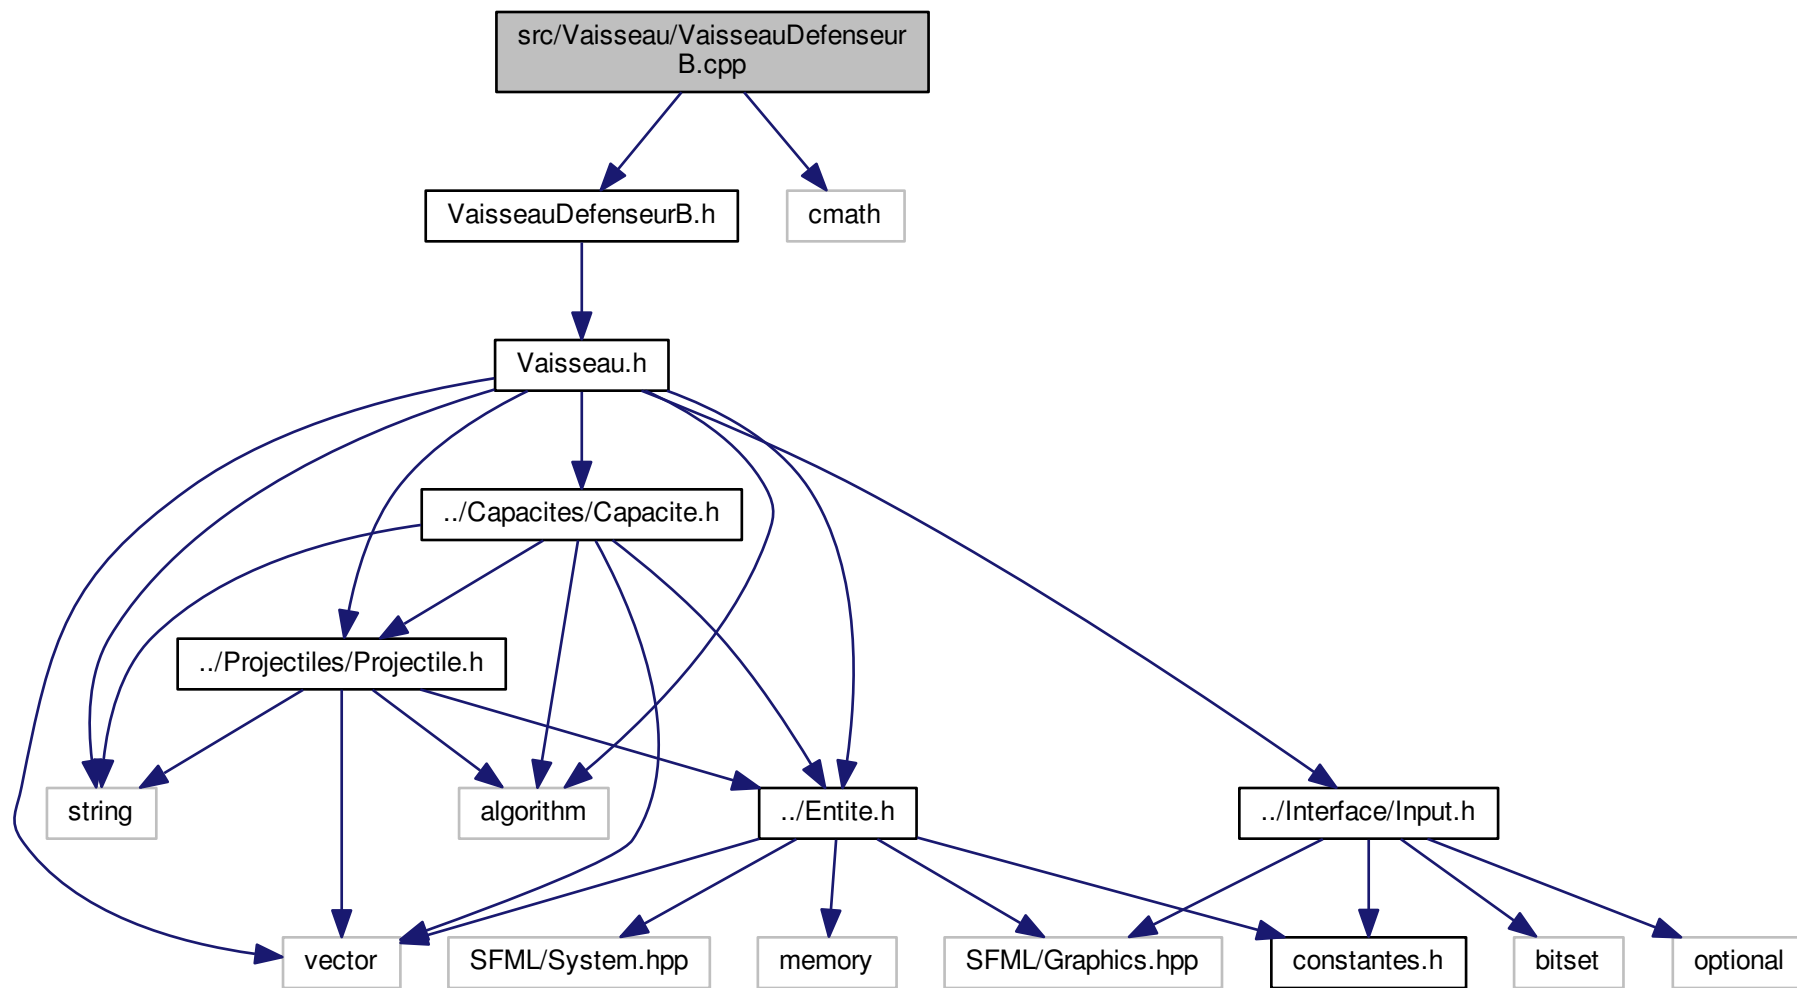 src/Vaisseau/VaisseauDefenseur
B.cpp
VaisseauDefenseurB.h
cmath
Vaisseau.h
../Capacites/Capacite.h
../Projectiles/Projectile.h
string
algorithm
../Entite.h
../Interface/Input.h
vector
SFML/System.hpp
memory
SFML/Graphics.hpp
constantes.h
bitset
optional